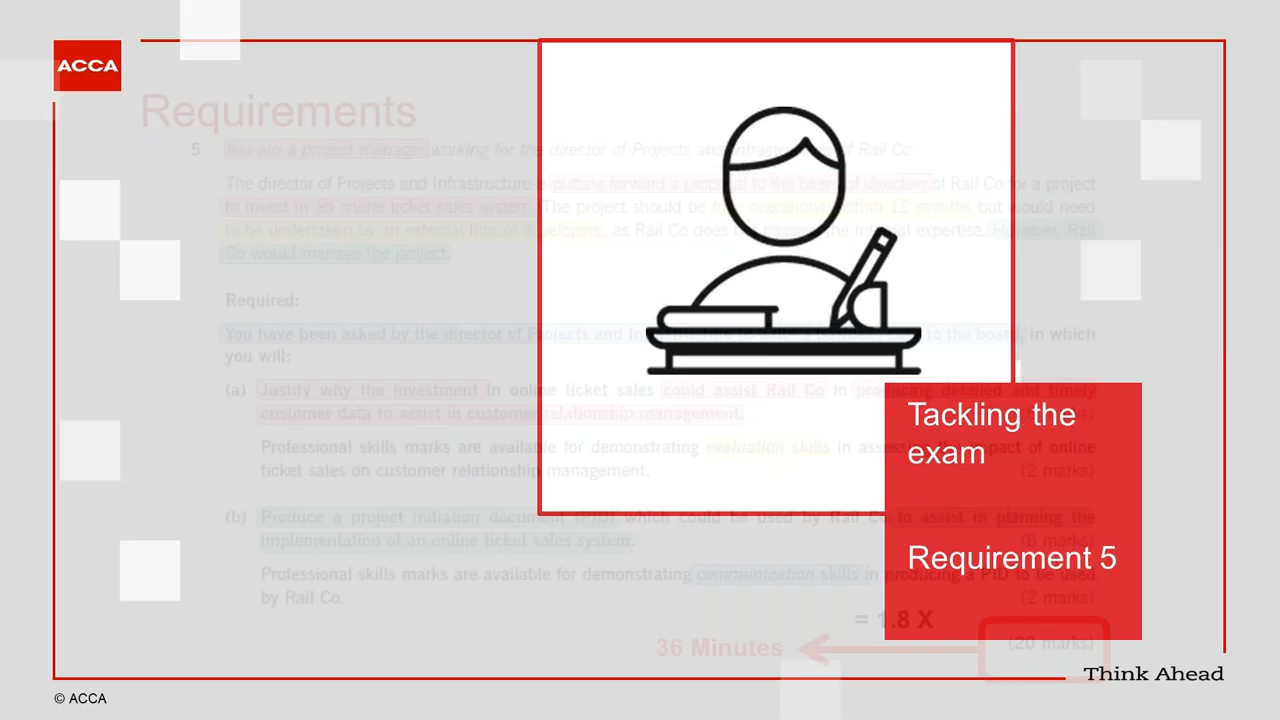 ACCA
Requirements
5 You are a project manager working for the director of Projects and Infrastructure of Rail Co
The director of Projects and Infrastructure is putting forward a proposal to the board of directors of Rail Co for a project
to invest in an online ticket sales system. The project should be fully operational within 12 months but would need
to be undertaken by an external firm of developers, as Rail Co does not possess the internal expertise. However, Rail
Co would manage the project.
Required:
You have been asked by the director of Projects and Infrastructure to write a to the board, in which
you will:
(a) Justify why the investment in online ticket sales could assist Rail Co in producing detailed and timely
customer data to assist in customer relationship management.
Professional skills marks are available for demonstrating evaluation skills in assessing the impact of online
ticket sales on customer relationship management. (2 marks)
(b) Produce a project initiation document (PID) which could be used by Rail Co to assist in planning the
implementation of an online ticket sales system. (8 marks)
Professional skills marks are available for demonstrating communication skills in producing a PID to be used
by Rail Co. (2 marks)
= 1.8 X
36 Minutes
(20 marks)
Tackling the
exam
Requirement 5
Think Ahead
© ACCA